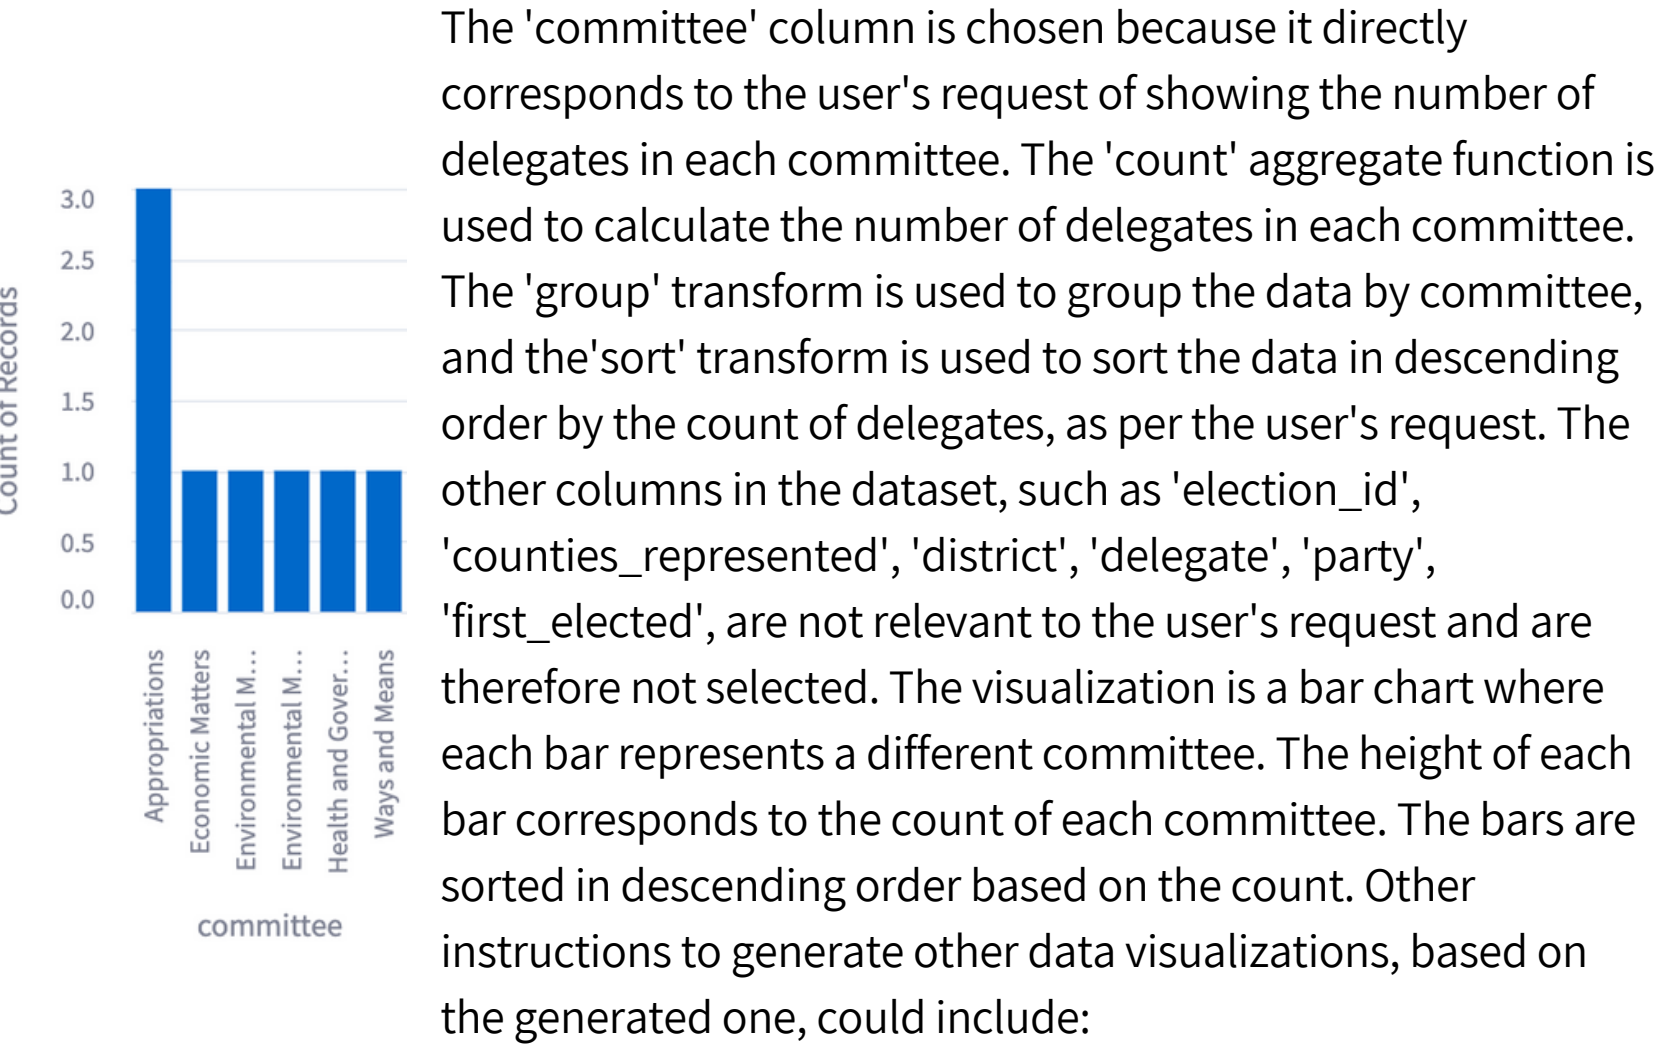 The 'committee' column is chosen because it directly
corresponds to the user's request of showing the number of
delegates in each committee. The 'count' aggregate function is
used to calculate the number of delegates in each committee.
The 'group' transform is used to group the data by committee,
and the'sort' transform is used to sort the data in descending
order by the count of delegates, as per the user's request. The
other columns in the dataset, such as 'election_id',
'counties_represented', 'district', 'delegate', 'party',
'first_elected', are not relevant to the user's request and are
therefore not selected. The visualization is a bar chart where
each bar represents a different committee. The height of each
bar corresponds to the count of each committee. The bars are
sorted in descending order based on the count. Other
instructions to generate other data visualizations, based on
the generated one, could include:
Count of Records
3.0
2.5
2.0
1.5
1.0
0.5
0.0
Appropriations
Economic Matters
Environmental M...
Environmental M...
Health and Gover...
Ways and Means
committee